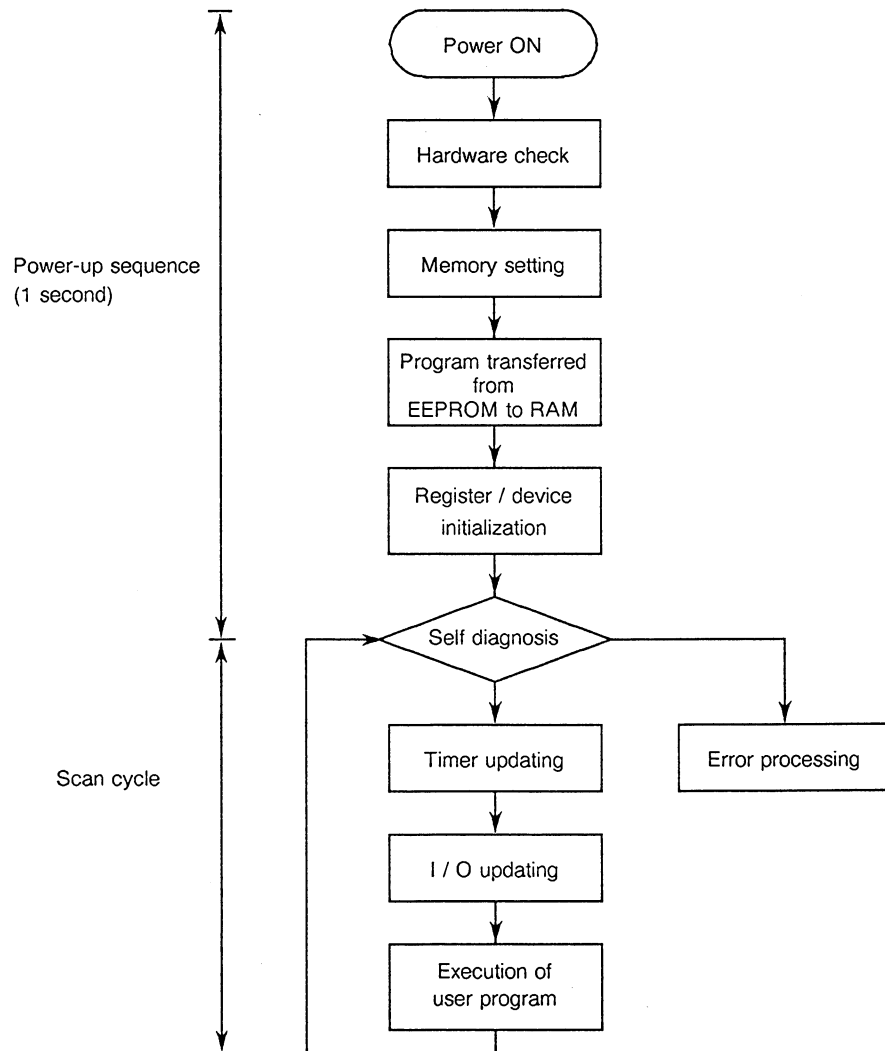 Power ON
Hardware check
Power-up sequence
(1 second)
Memory setting
Program transferred
from
EEPROM to RAM
Register / device
initialization
Self diagnosis
Timer updating
Error processing
Scan cycle
I / O updating
Execution of
user program